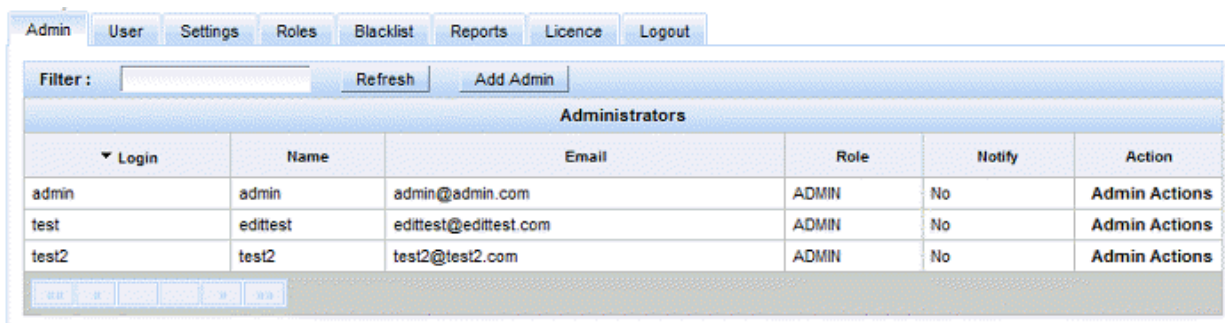 Admin User Settings Roles Blacklist Reports Licence Logout
Filter : Refresh Add Admin
Administrators
Login Name Email Role Notify Action
admin admin admin@admin.com ADMIN No Admin Actions
test edittest edittest@edittest.com ADMIN No Admin Actions
test2 test2 test2@test2.com ADMIN No Admin Actions
«« « » »»